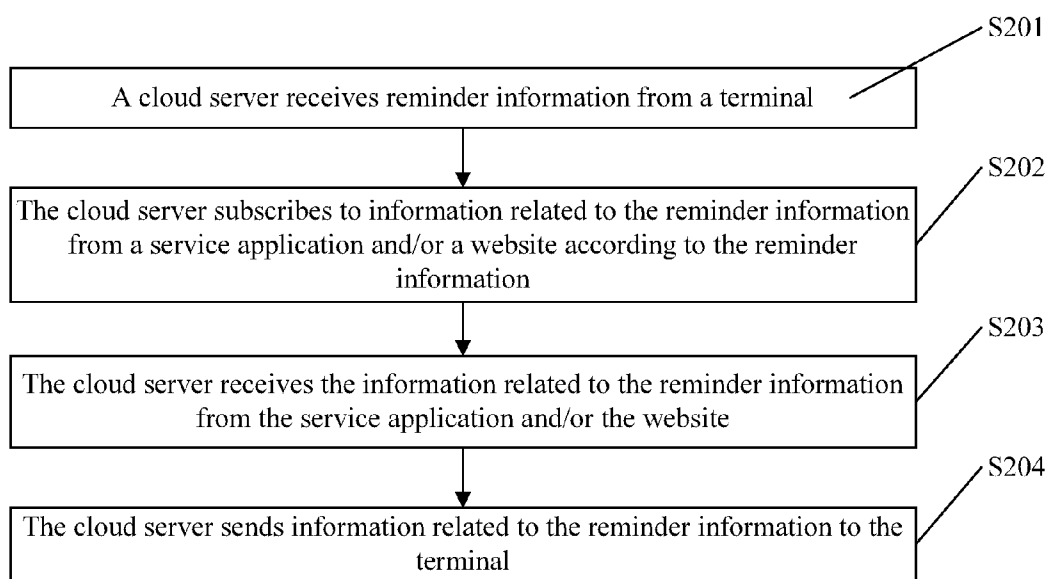 S201
A cloud server receives reminder information from a terminal
S202
The cloud server subscribes to information related to the reminder information
from a service application and/or a website according to the reminder
information
S203
The cloud server receives the information related to the reminder information
from the service application and/or the website
S204
The cloud server sends information related to the reminder information to the
terminal